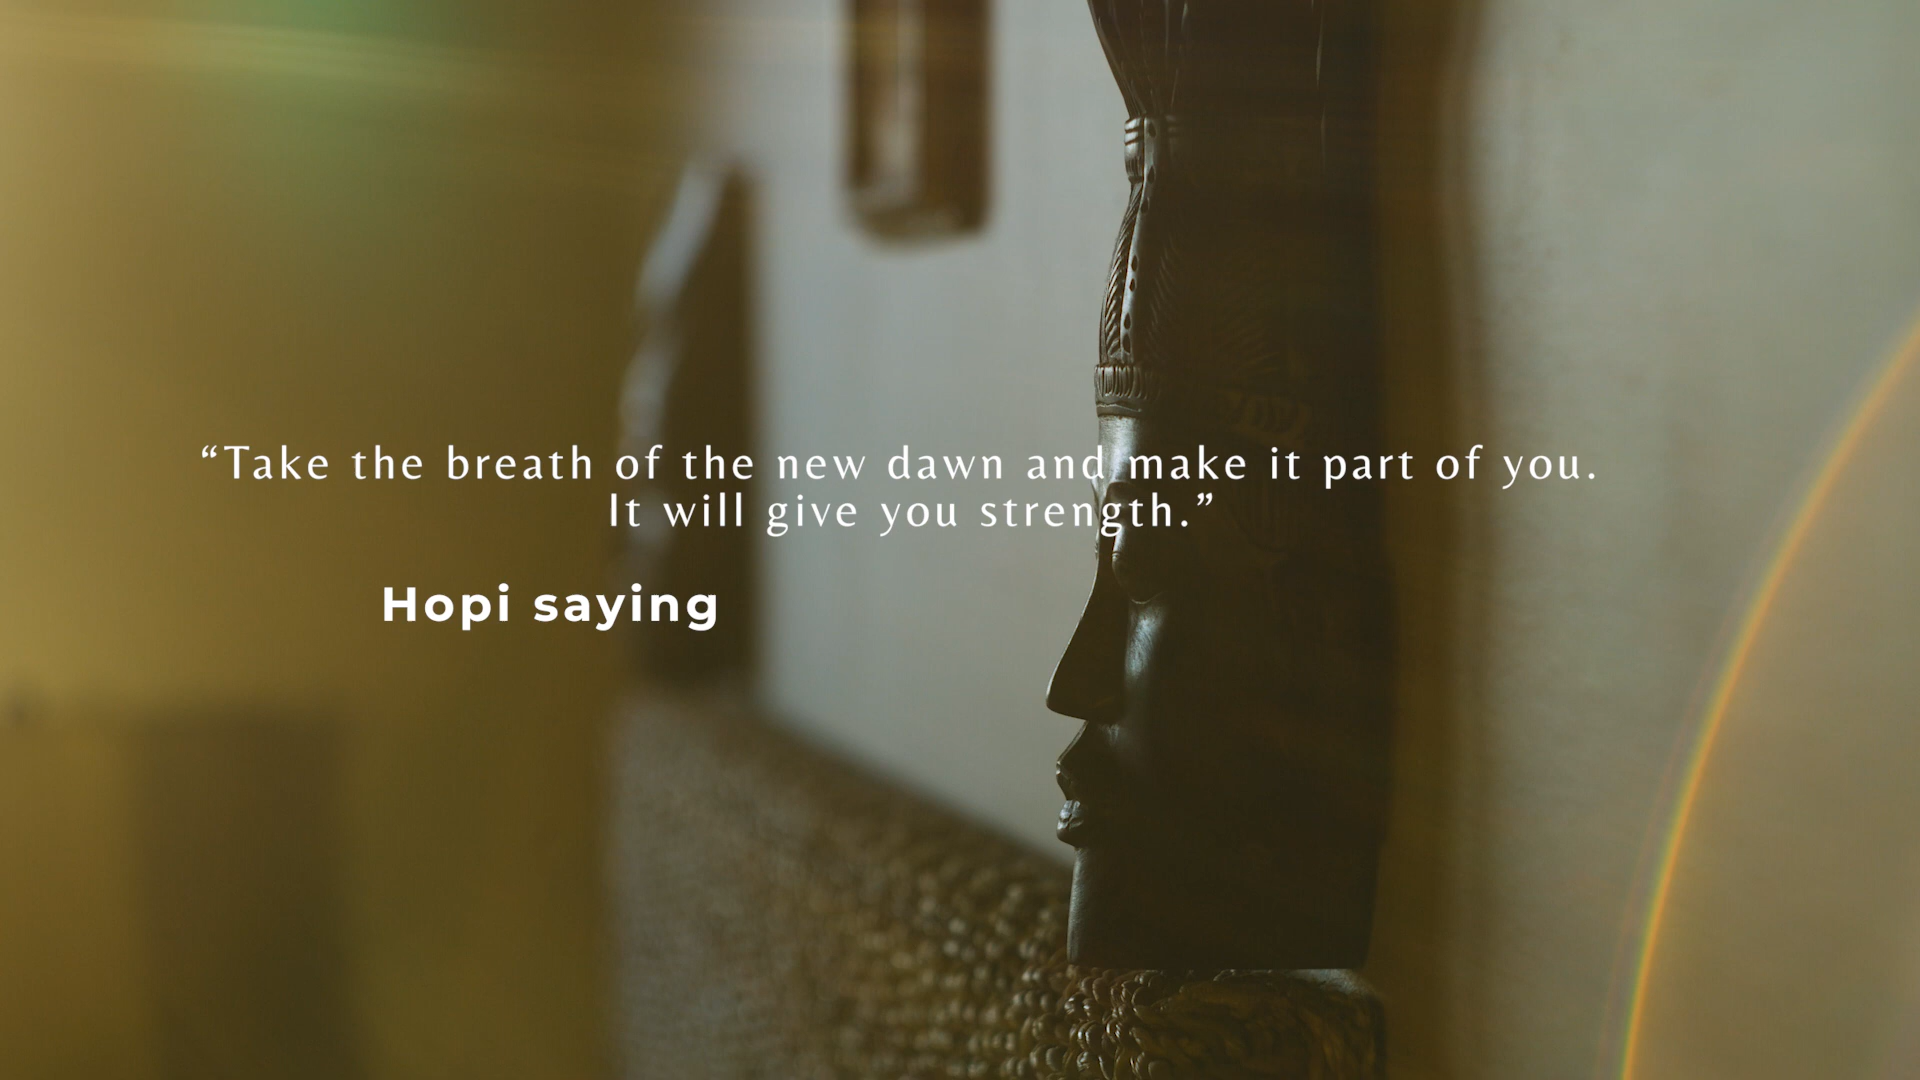 “Take the breath of the new dawn and make it part of you.
It will give you strength.”
Hopi saying